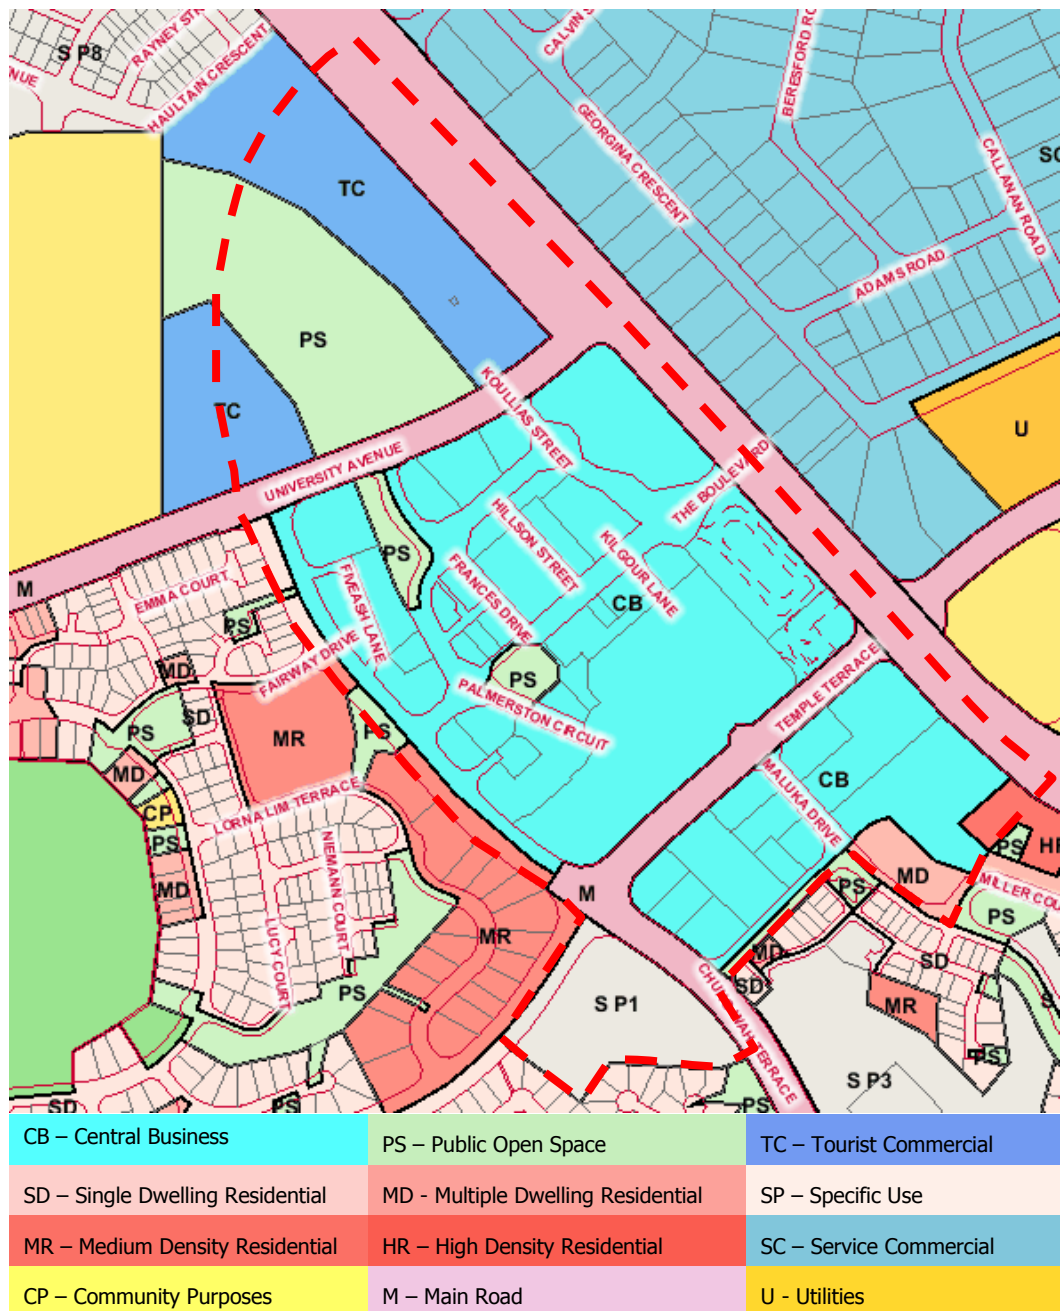 S P8
RAYNEY STR
NUE
HAULTAIN CRESCENT
CALVIN S
BERESFORD RO
GEORGINA CRESCENT
CALLANAN ROAD
SC
TC
ADAMS ROAD
PS
TC
KOULLIAS STREET
U
UNIVERSITY AVENUE
THE BOULEVARD
HILLSON STREET
KILGOUR LANE
PS
FRANCES DRIVE
FIVEASH LANE
M
EMMA COURT
CB
PS
FAIRWAY DRIVE
MD
PS
TEMPLE TERRACE
PALMERSTON CIRCUIT
SD
PS
MR
PS
MD
MALUKA DRIVE
CB
CP
LORNA LIM TERRACE
PS
NIEMANN COURT
PS
HR
MD
MD
M
PS
MILLER COU
LUCY COURT
MR
PS
PS
MD
SD
SD
CHUNG WAH TERRACE
S P1
MR
S
PS
S P3
SD
PS
PS
CB – Central Business
PS – Public Open Space
TC – Tourist Commercial
SD – Single Dwelling Residential
MD - Multiple Dwelling Residential
SP – Specific Use
MR – Medium Density Residential
HR – High Density Residential
SC – Service Commercial
CP – Community Purposes
M – Main Road
U - Utilities